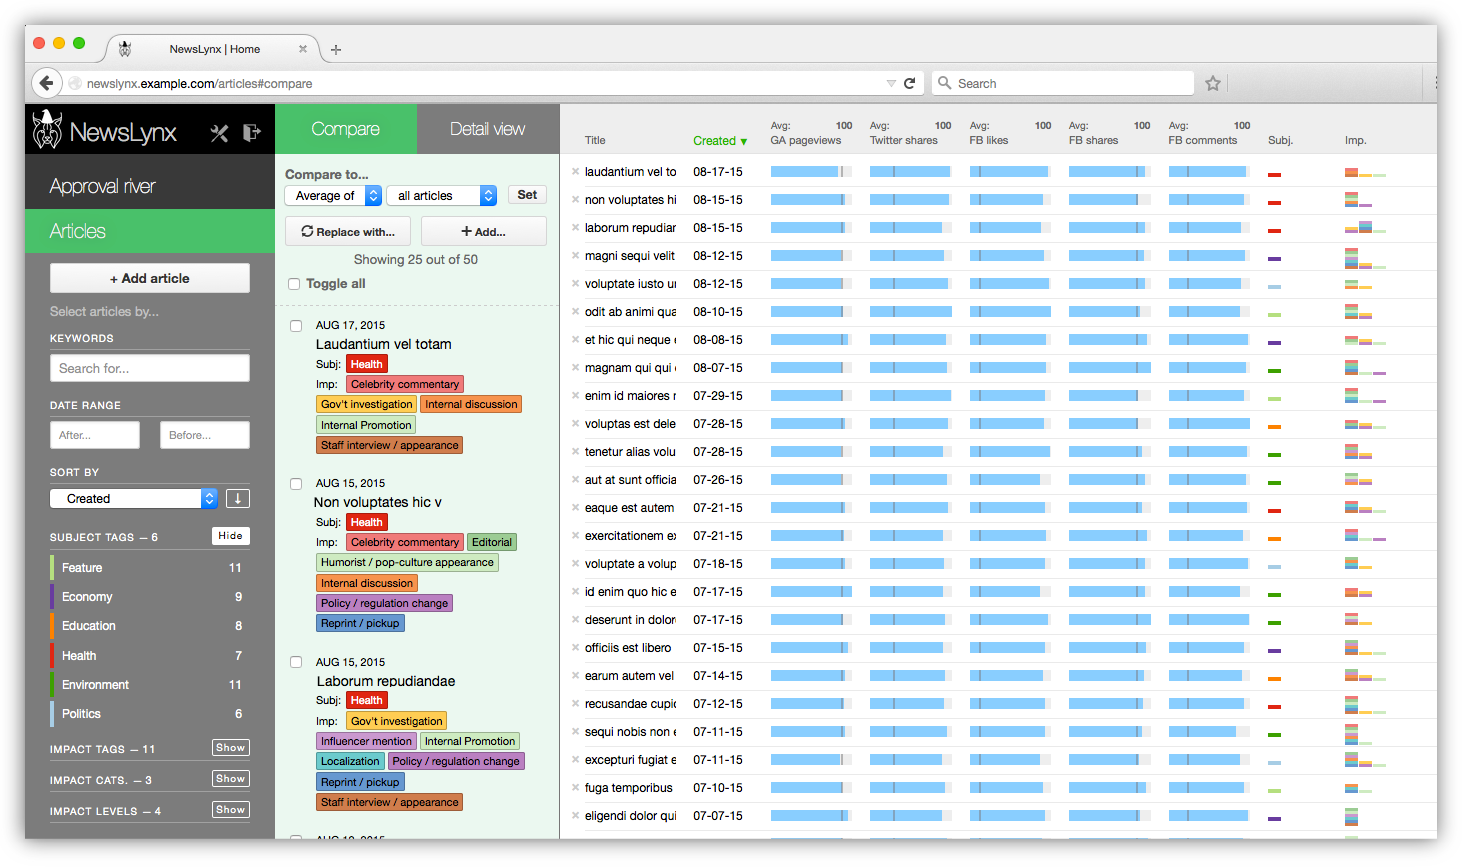 NewsLynx | Home
newslynx.example.com/articles#compare
Search
NewsLynx
Approval river
Articles
+ Add article
Select articles by...
KEYWORDS
Search for...
DATE RANGE
After... Before...
SORT BY
Created
SUBJECT TAGS – 6 Hide
Feature 11
Economy 9
Education 8
Health 7
Environment 11
Politics 6
IMPACT TAGS – 11 Show
IMPACT CATS. – 3 Show
IMPACT LEVELS – 4 Show
Compare Detail view
Compare to...
Average of all articles Set
Replace with... + Add...
Showing 25 out of 50
Toggle all
AUG 17, 2015
Laudantium vel totam
Subj: Health
Imp: Celebrity commentary
Gov't investigation Internal discussion
Internal Promotion
Staff interview / appearance
AUG 15, 2015
Non voluptates hic v
Subj: Health
Imp: Celebrity commentary Editorial
Humorist / pop-culture appearance
Internal discussion
Policy / regulation change
Reprint / pickup
AUG 15, 2015
Laborum repudiandae
Subj: Health
Imp: Gov't investigation
Influencer mention Internal Promotion
Localization Policy / regulation change
Reprint / pickup
Staff interview / appearance
Avg: 100 Avg: 100 Avg: 100 Avg: 100 Avg: 100
Title Created ▼ GA pageviews Twitter shares FB likes FB shares FB comments Subj. Imp.
× laudantium vel to 08-17-15
× non voluptates hi 08-15-15
× laborum repudiar 08-15-15
× magni sequi velit 08-12-15
× voluptate iusto u 08-12-15
× odit ab animi qua 08-10-15
× et hic qui neque 08-08-15
× magnam qui qui 08-07-15
× enim id maiores 07-29-15
× voluptas est dele 07-28-15
× tenetur alias volu 07-28-15
× aut at sunt officia 07-26-15
× eaque est autem 07-21-15
× exercitationem ex 07-21-15
× voluptate a volup 07-18-15
× id enim quo hic e 07-17-15
× deserunt in dolor 07-17-15
× officiis est libero 07-15-15
× earum autem vel 07-14-15
× recusandae cupid 07-12-15
× sequi nobis non e 07-11-15
× excepturi fugiat e 07-11-15
× fuga temporibus 07-10-15
× eligendi dolor qui 07-07-15